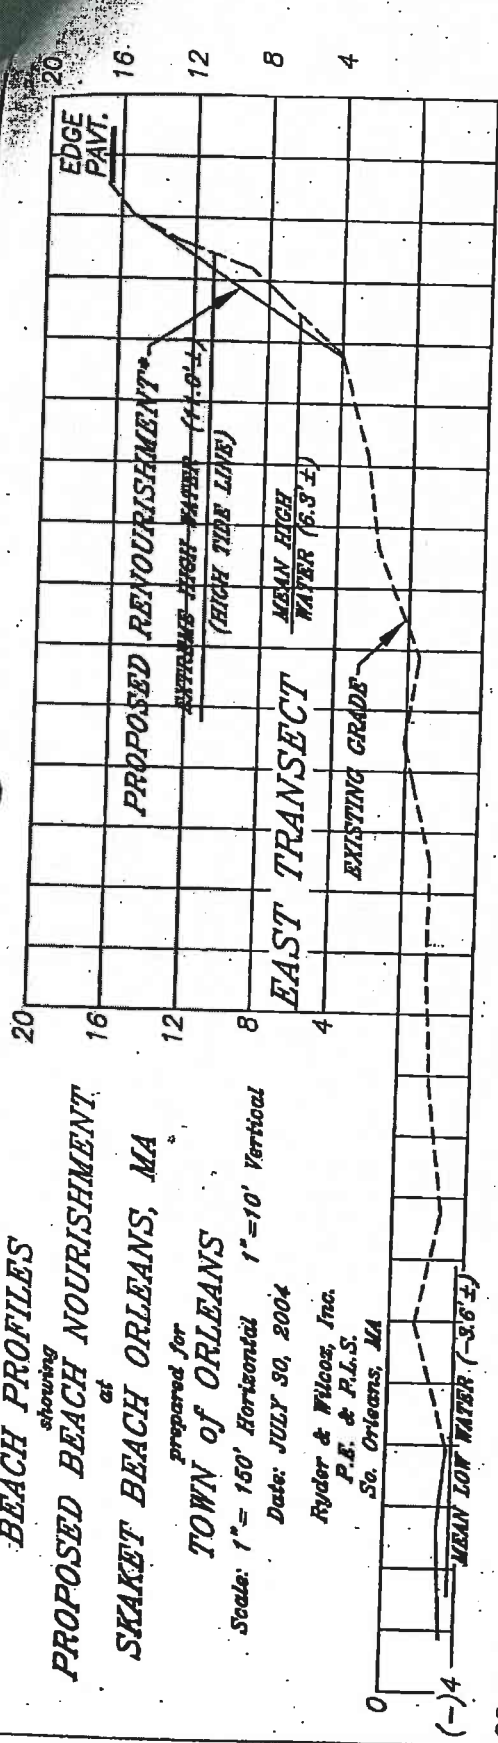 BEACH PROFILES
showing
PROPOSED BEACH NOURISHMENT
at
SKAKET BEACH ORLEANS, MA
prepared for
TOWN of ORLEANS
Scale: 1"= 150' Horizontal 1"=10' Vertical
Date: JULY 30, 2004
Ryder & Wilcox, Inc.
P.E. & P.L.S.
So. Orleans, MA
20
16
12
8
4
0
(-)4
EAST TRANSECT
PROPOSED RENOURISHMENT*
EXTREME HIGH WATER (11.0'±)
(HIGH TIDE LINE)
MEAN HIGH
WATER (6.3'±)
EXISTING GRADE
MEAN LOW WATER (-3.6'±)
EDGE
PAVT.
20
16
12
8
4